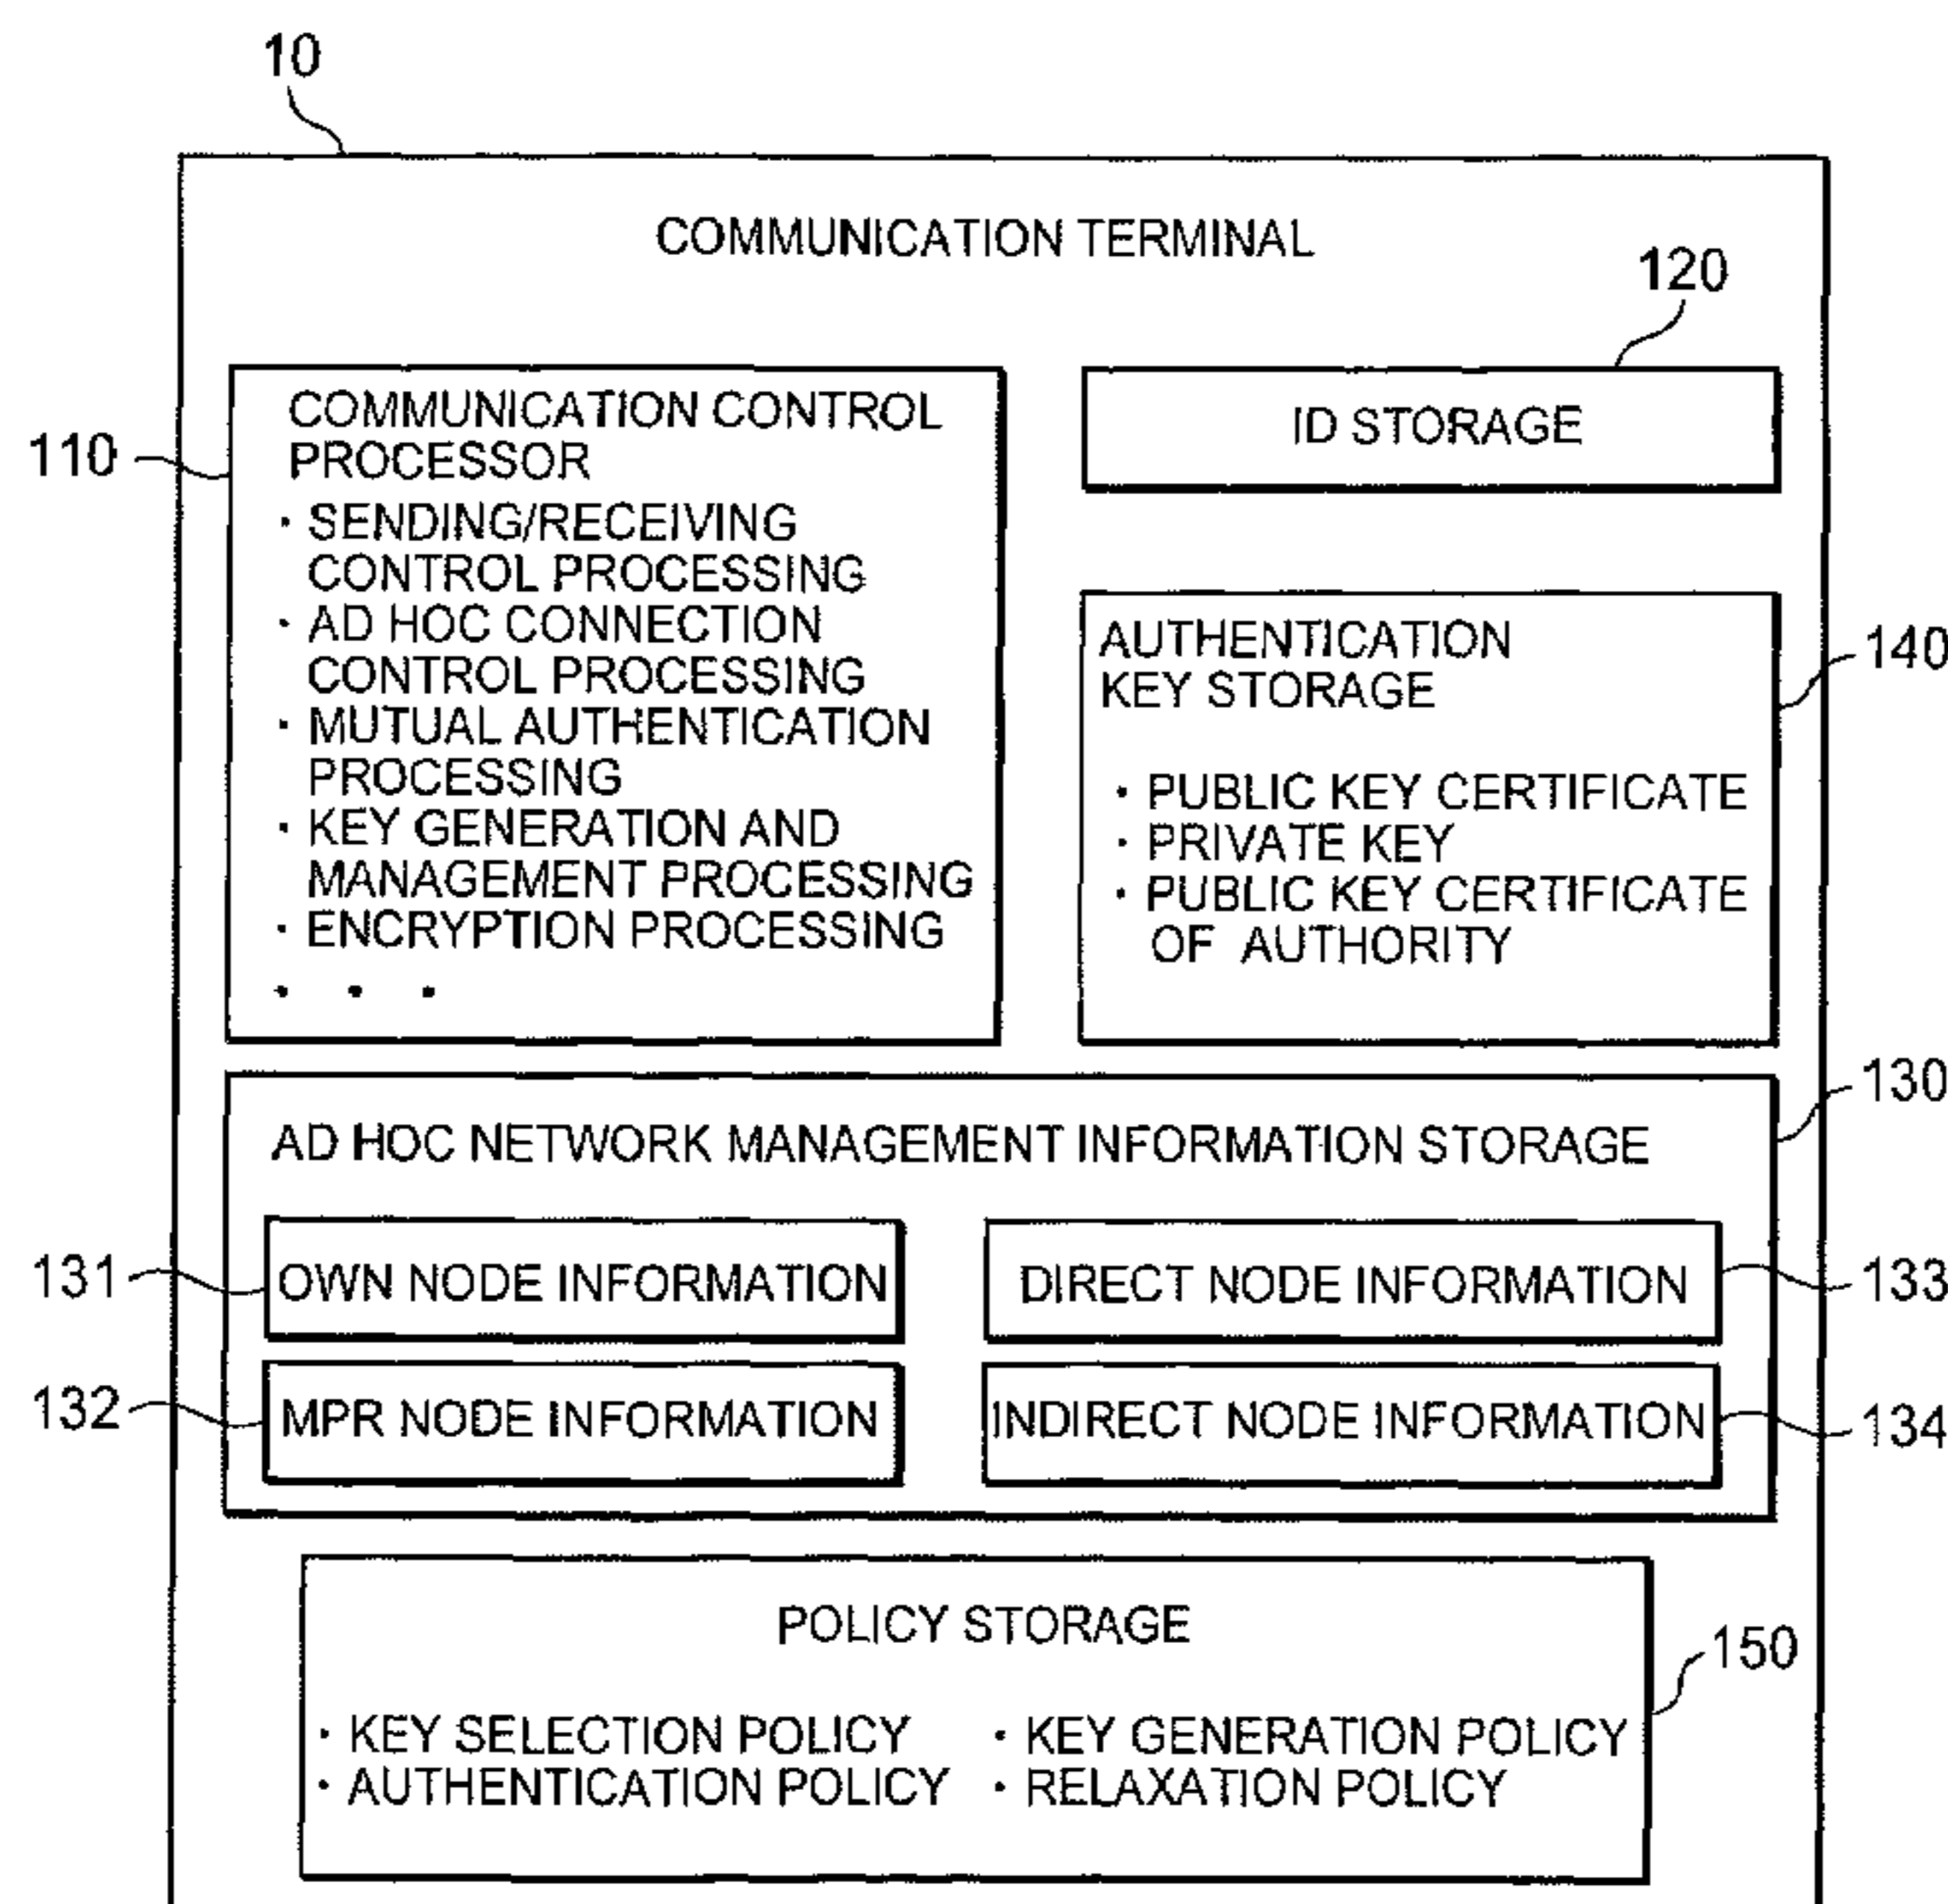 10
COMMUNICATION TERMINAL
120
110
COMMUNICATION CONTROL
PROCESSOR
· SENDING/RECEIVING
CONTROL PROCESSING
· AD HOC CONNECTION
CONTROL PROCESSING
· MUTUAL AUTHENTICATION
PROCESSING
· KEY GENERATION AND
MANAGEMENT PROCESSING
· ENCRYPTION PROCESSING
· · ·
ID STORAGE
AUTHENTICATION
KEY STORAGE
· PUBLIC KEY CERTIFICATE
· PRIVATE KEY
· PUBLIC KEY CERTIFICATE
OF AUTHORITY
140
130
AD HOC NETWORK MANAGEMENT INFORMATION STORAGE
131
OWN NODE INFORMATION
DIRECT NODE INFORMATION
133
132
MPR NODE INFORMATION
INDIRECT NODE INFORMATION
134
POLICY STORAGE
150
· KEY SELECTION POLICY
· KEY GENERATION POLICY
· AUTHENTICATION POLICY
· RELAXATION POLICY